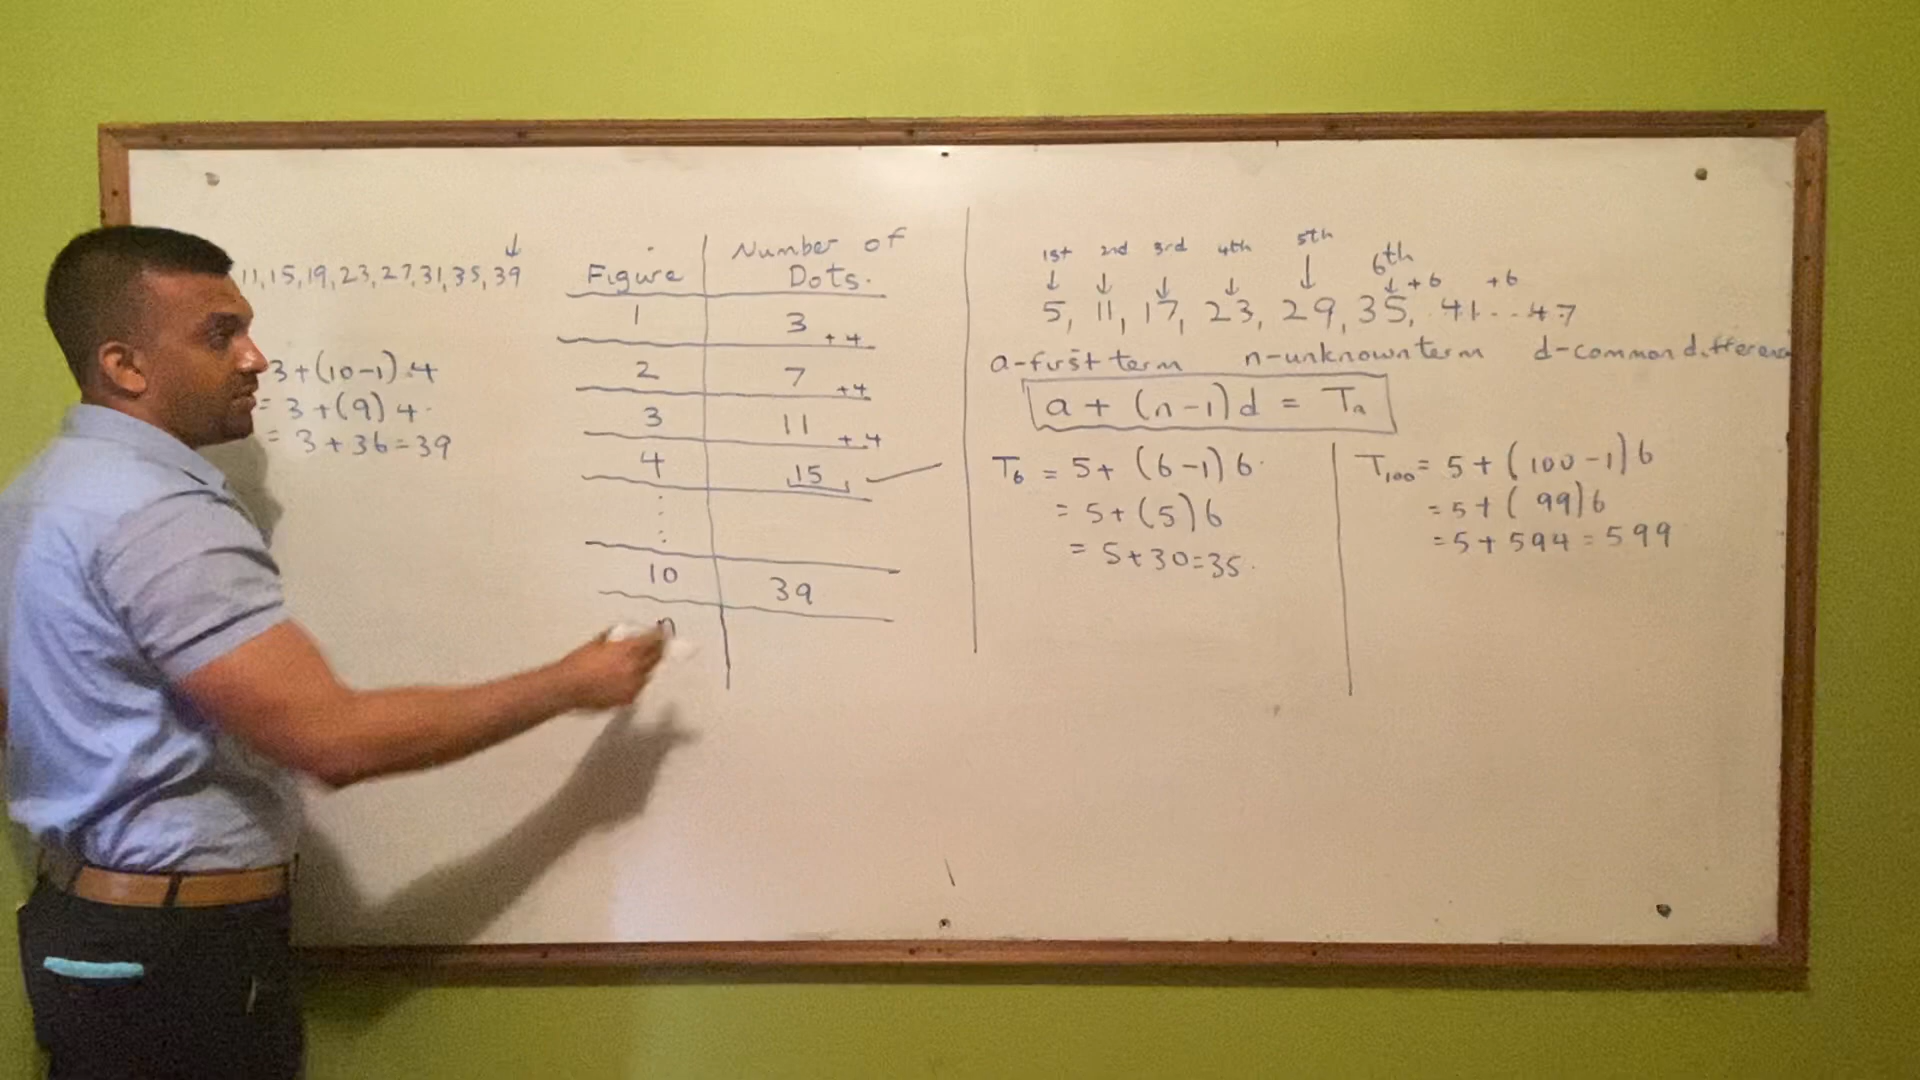 11, 15, 19, 23, 27, 31, 35, 39
3+(10-1).4
= 3+(9)4.
= 3+36=39
Figure Number of Dots.
1 3 +4
2 7 +4
3 11 +4
4 15
10 39
n
1st 2nd 3rd 4th 5th 6th
+6 +6
5, 11, 17, 23, 29, 35, 41...47
a-first term n-unknown term d-common difference
a + (n-1)d = Tn
T6 = 5+ (6-1)6.
= 5+(5)6
= 5+30=35.
T100 = 5+(100-1)6
= 5+(99)6
= 5+594=599